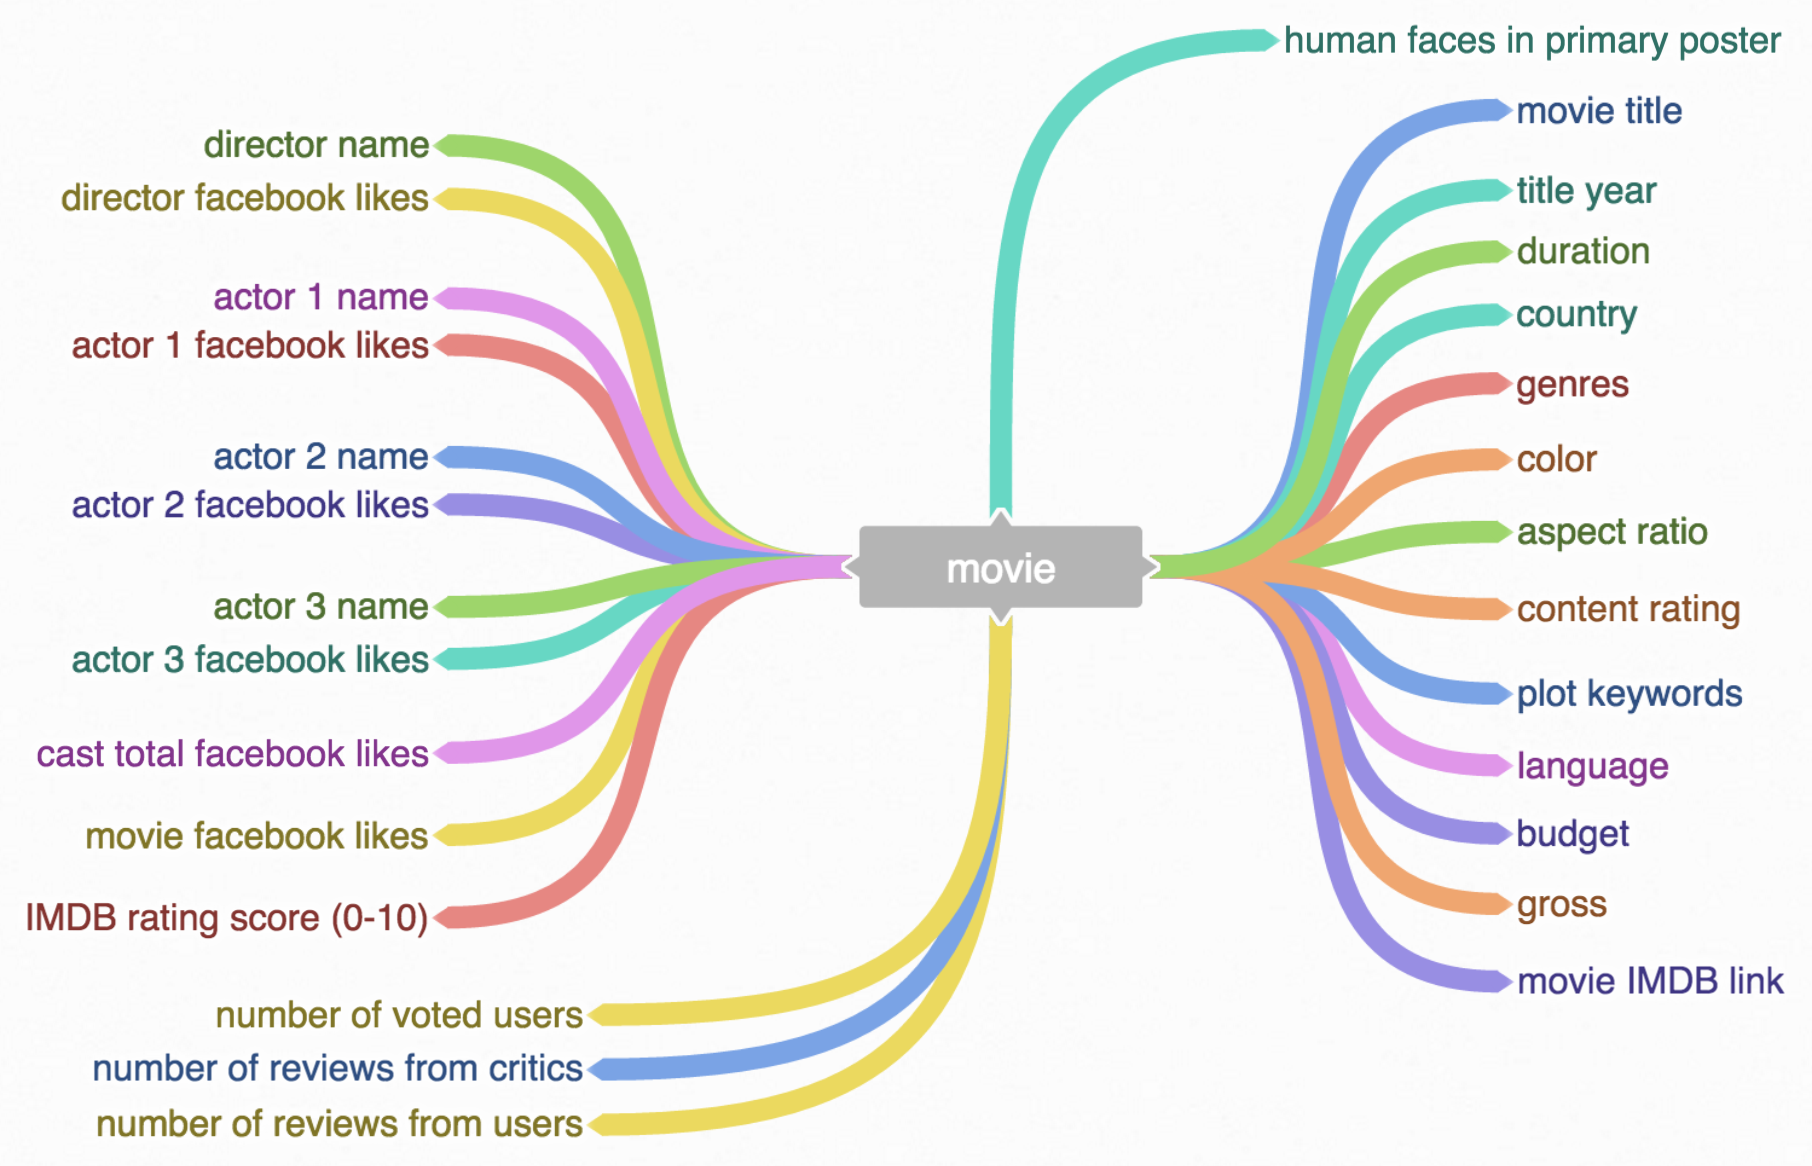 human faces in primary poster
movie title
title year
duration
country
genres
color
aspect ratio
content rating
plot keywords
language
budget
gross
movie IMDB link
movie
director name
director facebook likes
actor 1 name
actor 1 facebook likes
actor 2 name
actor 2 facebook likes
actor 3 name
actor 3 facebook likes
cast total facebook likes
movie facebook likes
IMDB rating score (0-10)
number of voted users
number of reviews from critics
number of reviews from users